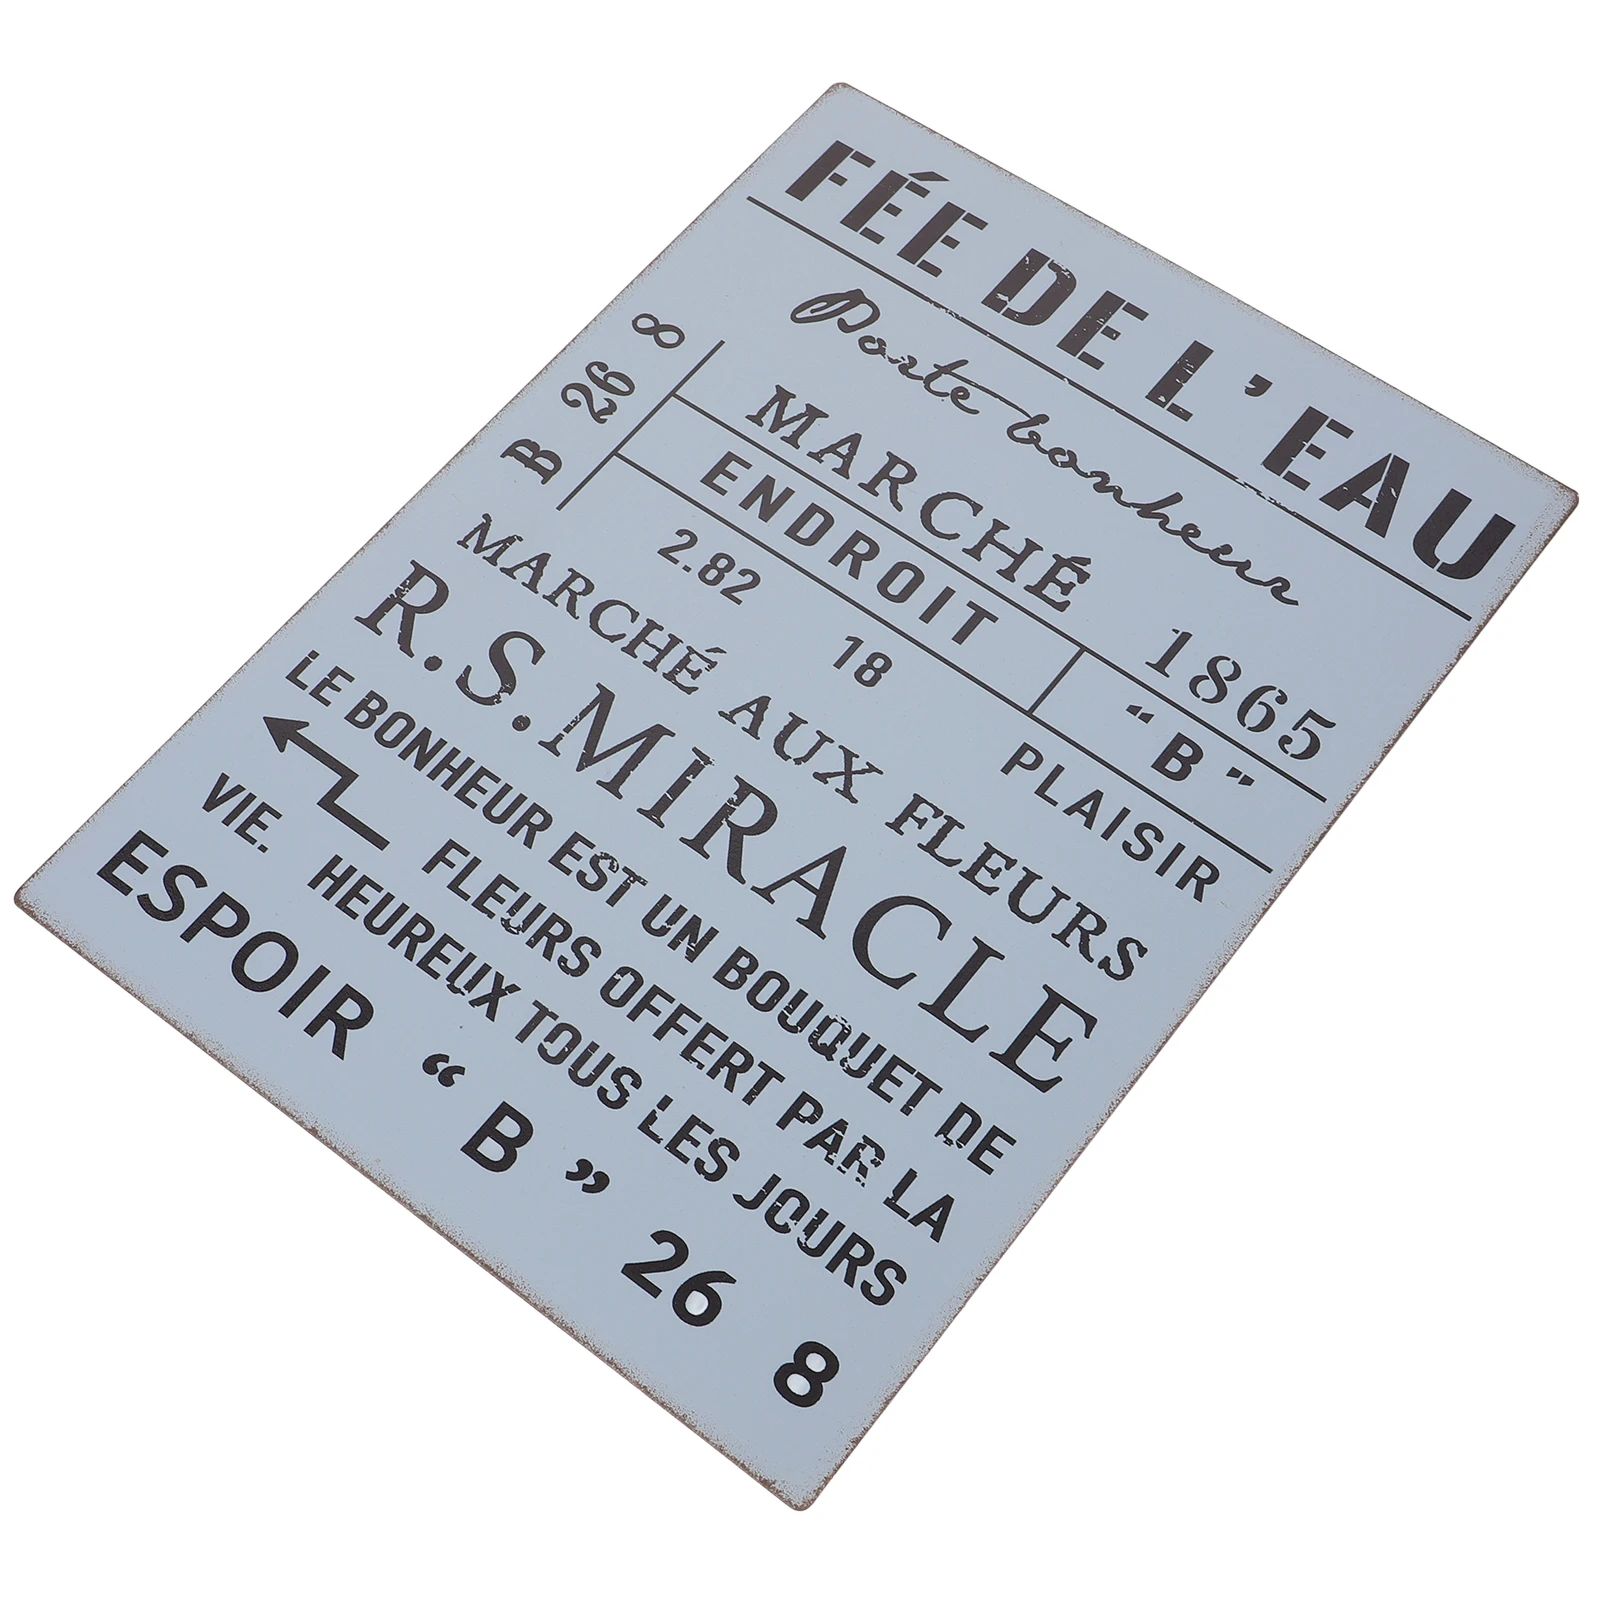 FÉE DE L'EAU
Porte bonheur
8
26
B
MARCHÉ 1865
ENDROIT “B”
2.82 18 PLAISIR
MARCHÉ AUX FLEURS
R.S.MIRACLE
LE BONHEUR EST UN BOUQUET DE
FLEURS OFFERT PAR LA
VIE. HEUREUX TOUS LES JOURS
ESPOIR “B” 26 8